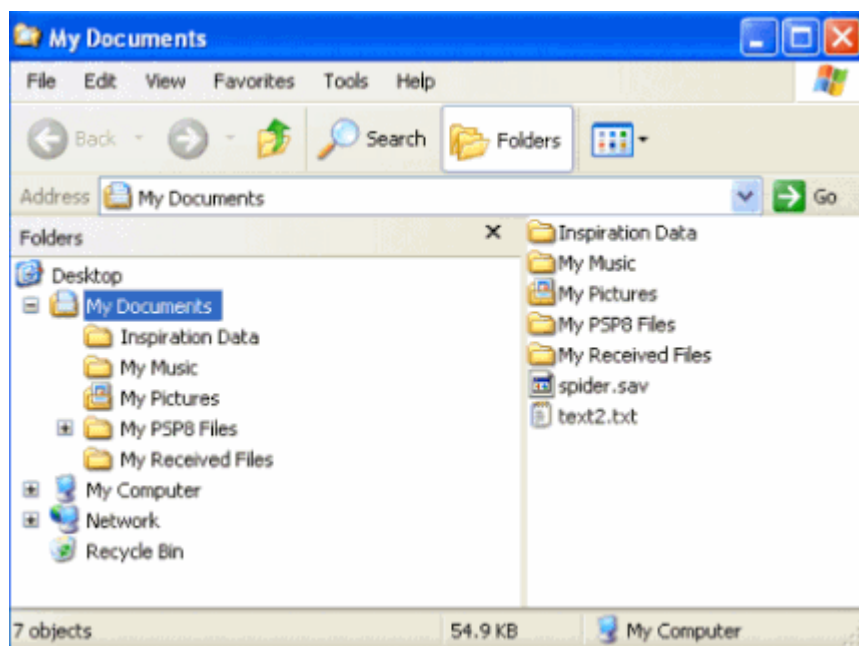 My Documents
File Edit View Favorites Tools Help
Back Search Folders
Address My Documents Go
Folders
Desktop
My Documents
Inspiration Data
My Music
My Pictures
My PSP8 Files
My Received Files
My Computer
Network
Recycle Bin
Inspiration Data
My Music
My Pictures
My PSP8 Files
My Received Files
spider.sav
text2.txt
7 objects 54.9 KB My Computer